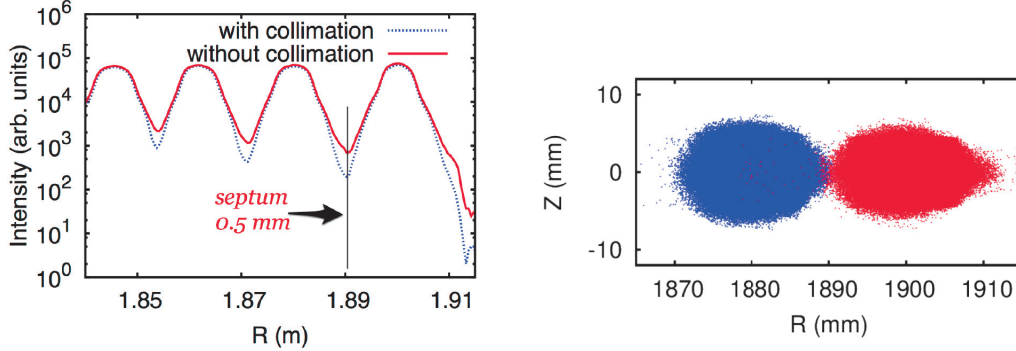 with collimation
without collimation
Intensity (arb. units)
10^6
10^5
10^4
10^3
10^2
10^1
10^0
septum
0.5 mm
1.85
1.87
1.89
1.91
R (m)
Z (mm)
10
0
-10
1870
1880
1890
1900
1910
R (mm)